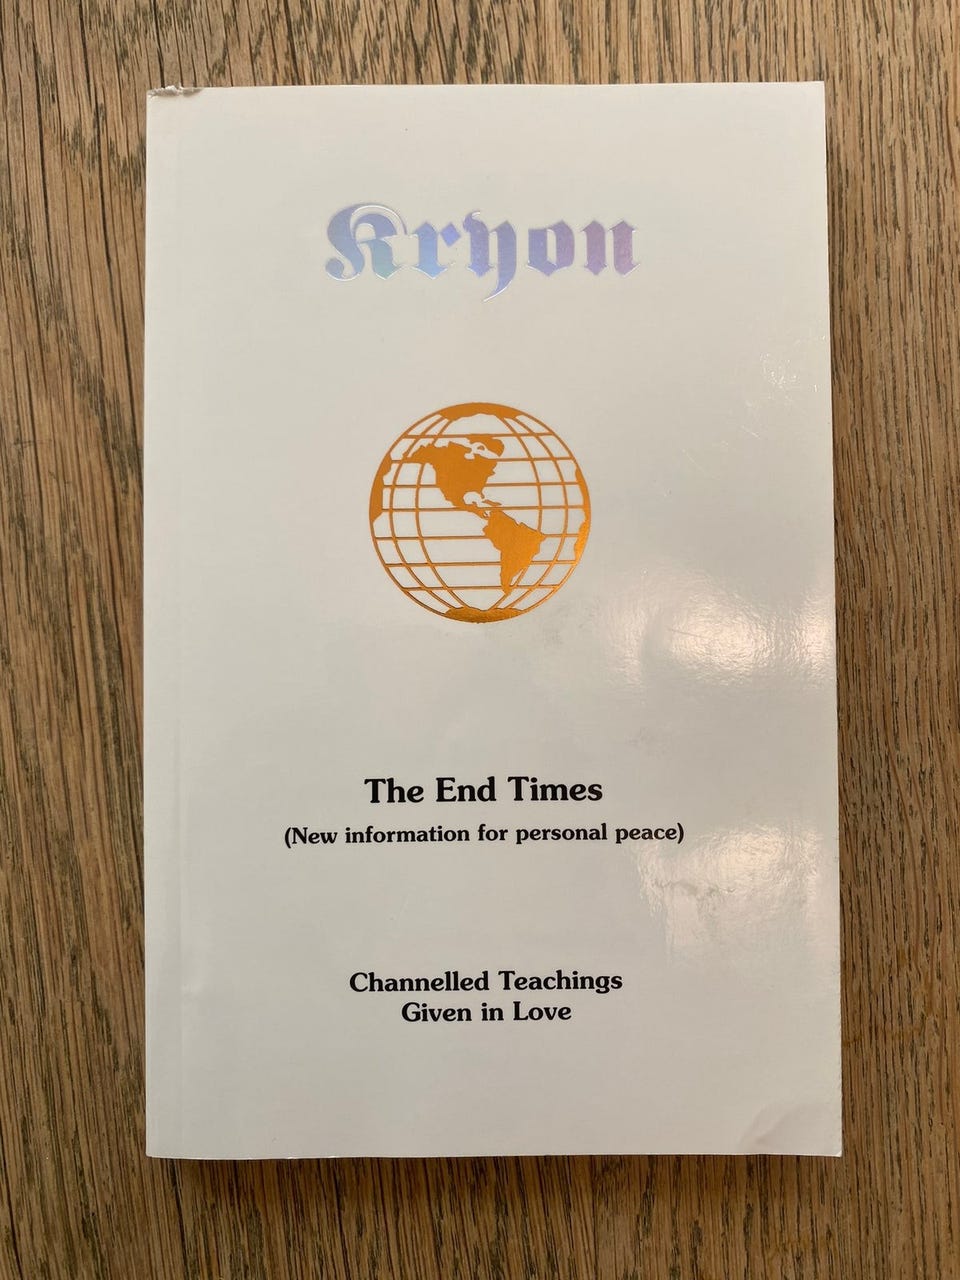 Kryon
The End Times
(New information for personal peace)
Channelled Teachings
Given in Love